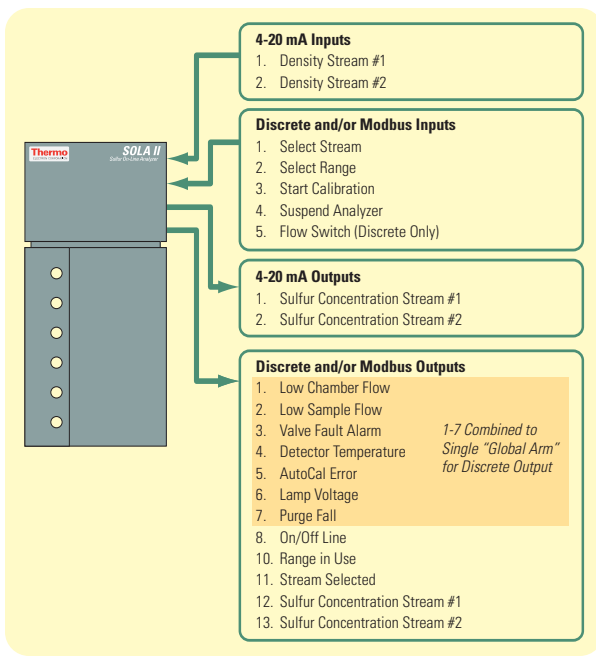 4-20 mA Inputs
1. Density Stream #1
2. Density Stream #2
Discrete and/or Modbus Inputs
1. Select Stream
2. Select Range
3. Start Calibration
4. Suspend Analyzer
5. Flow Switch (Discrete Only)
Thermo
SOLA II
Sulfur On-Line Analyzer
4-20 mA Outputs
1. Sulfur Concentration Stream #1
2. Sulfur Concentration Stream #2
Discrete and/or Modbus Outputs
1. Low Chamber Flow
2. Low Sample Flow
3. Valve Fault Alarm
4. Detector Temperature
5. AutoCal Error
6. Lamp Voltage
7. Purge Fall
1-7 Combined to
Single “Global Arm”
for Discrete Output
8. On/Off Line
10. Range in Use
11. Stream Selected
12. Sulfur Concentration Stream #1
13. Sulfur Concentration Stream #2